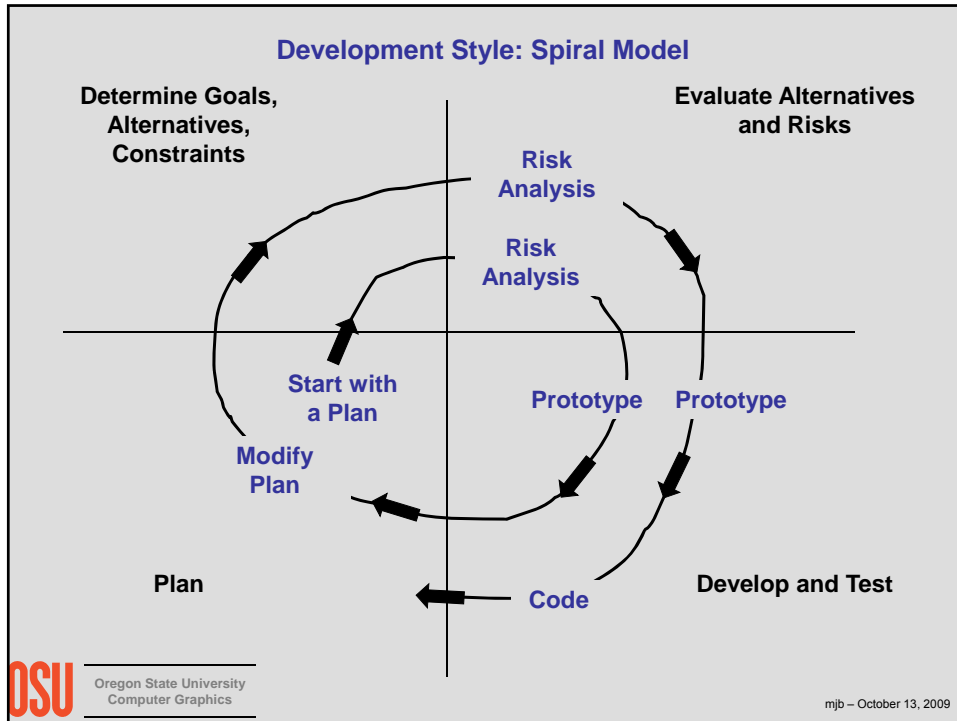 Development Style: Spiral Model
Determine Goals,
Alternatives,
Constraints
Evaluate Alternatives
and Risks
Risk
Analysis
Risk
Analysis
Start with
a Plan
Prototype
Prototype
Modify
Plan
Plan
Code
Develop and Test
OSU
Oregon State University
Computer Graphics
mjb – October 13, 2009